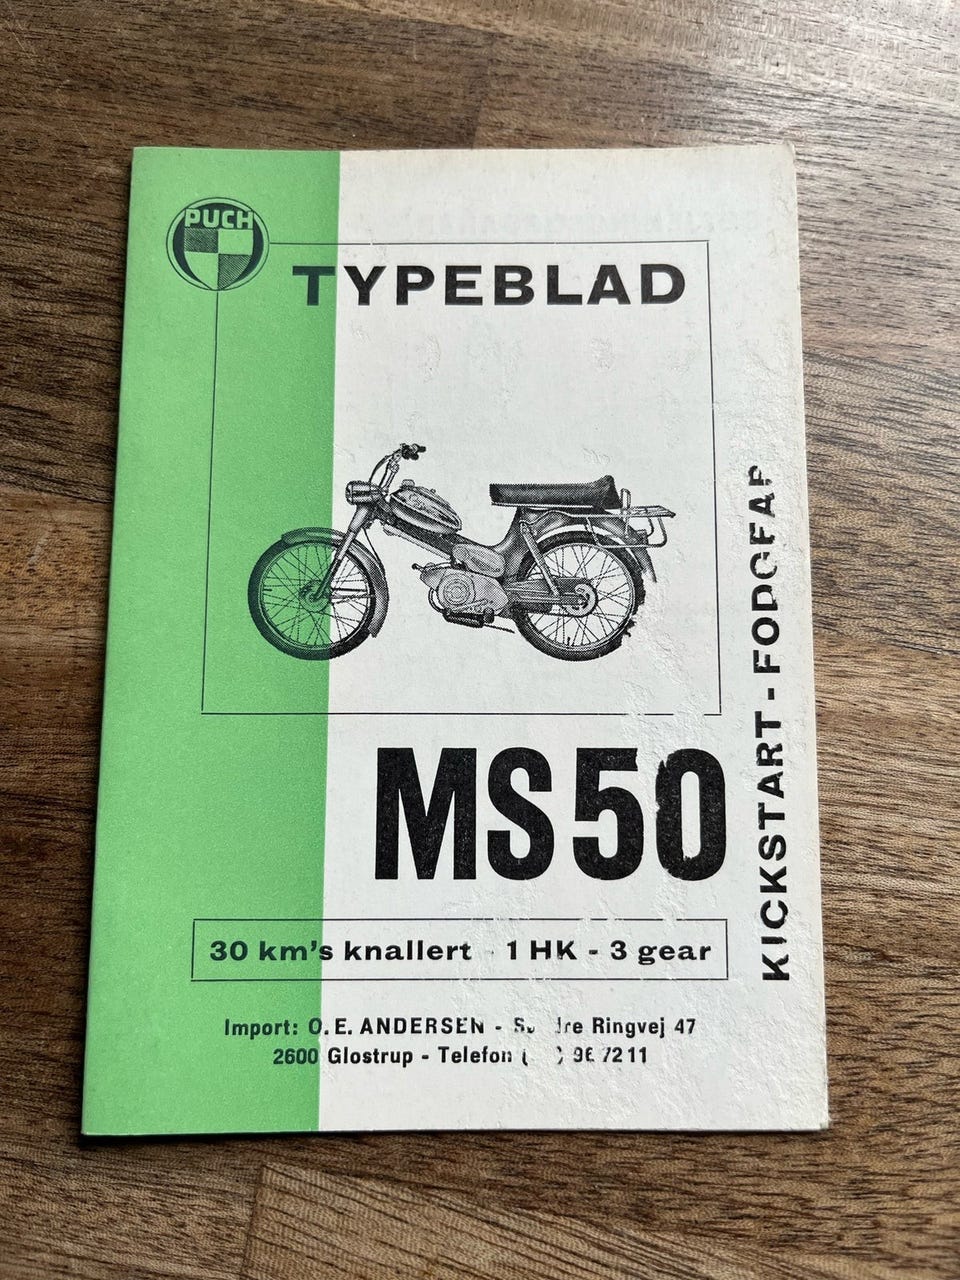 PUCH
TYPEBLAD
MS50
30 km's knallert - 1 HK - 3 gear
Import: O. E. ANDERSEN - Ringvej 47
2600 Glostrup - Telefon
KICKSTART - FODGEAR